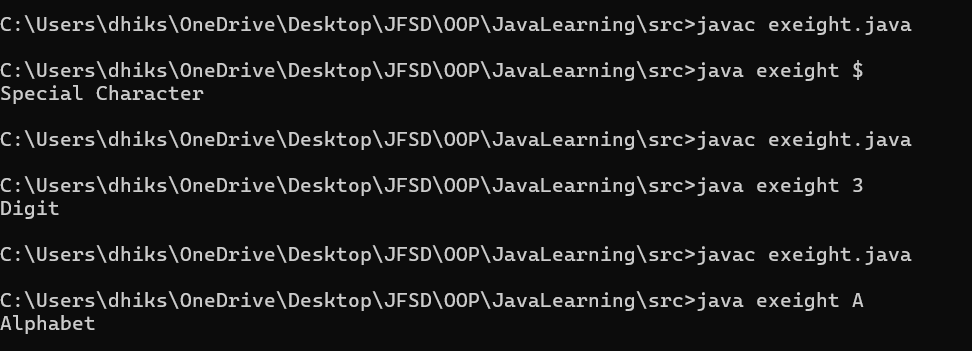 C:\Users\dhiks\OneDrive\Desktop\JFSD\OOP\JavaLearning\src>javac exeight.java
C:\Users\dhiks\OneDrive\Desktop\JFSD\OOP\JavaLearning\src>java exeight $
Special Character
C:\Users\dhiks\OneDrive\Desktop\JFSD\OOP\JavaLearning\src>javac exeight.java
C:\Users\dhiks\OneDrive\Desktop\JFSD\OOP\JavaLearning\src>java exeight 3
Digit
C:\Users\dhiks\OneDrive\Desktop\JFSD\OOP\JavaLearning\src>javac exeight.java
C:\Users\dhiks\OneDrive\Desktop\JFSD\OOP\JavaLearning\src>java exeight A
Alphabet